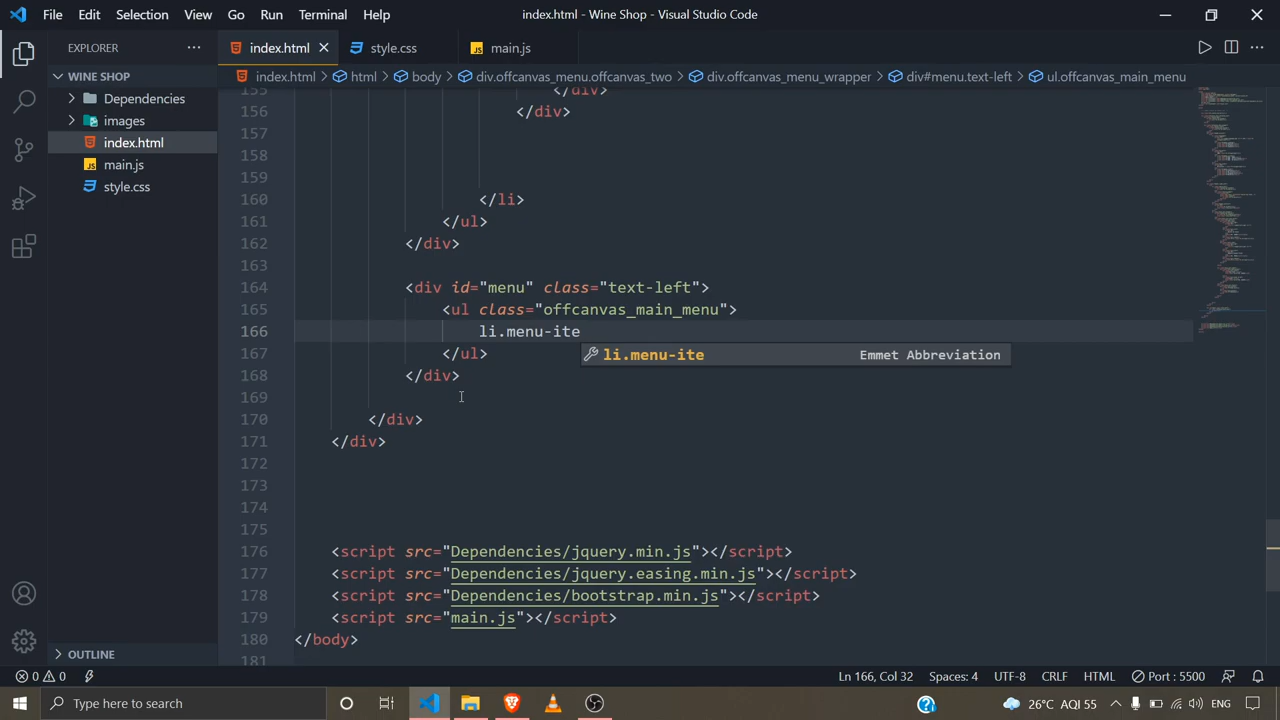 File Edit Selection View Go Run Terminal Help
index.html - Wine Shop - Visual Studio Code
EXPLORER
index.html
style.css
main.js
WINE SHOP
index.html > html > body > div.offcanvas_menu.offcanvas_two > div.offcanvas_menu_wrapper > div#menu.text-left > ul.offcanvas_main_menu
Dependencies
images
index.html
main.js
style.css
155 </div>
156 </div>
157
158
159
160 </li>
161 </ul>
162 </div>
163
164 <div id="menu" class="text-left">
165 <ul class="offcanvas_main_menu">
166 li.menu-ite
li.menu-ite Emmet Abbreviation
167 </ul>
168 </div>
169
170 </div>
171 </div>
172
173
174
175
176 <script src="Dependencies/jquery.min.js"></script>
177 <script src="Dependencies/jquery.easing.min.js"></script>
178 <script src="Dependencies/bootstrap.min.js"></script>
179 <script src="main.js"></script>
180 </body>
181
OUTLINE
0 0
Ln 166, Col 32 Spaces: 4 UTF-8 CRLF HTML Port : 5500
Type here to search
26°C AQI 55 ENG